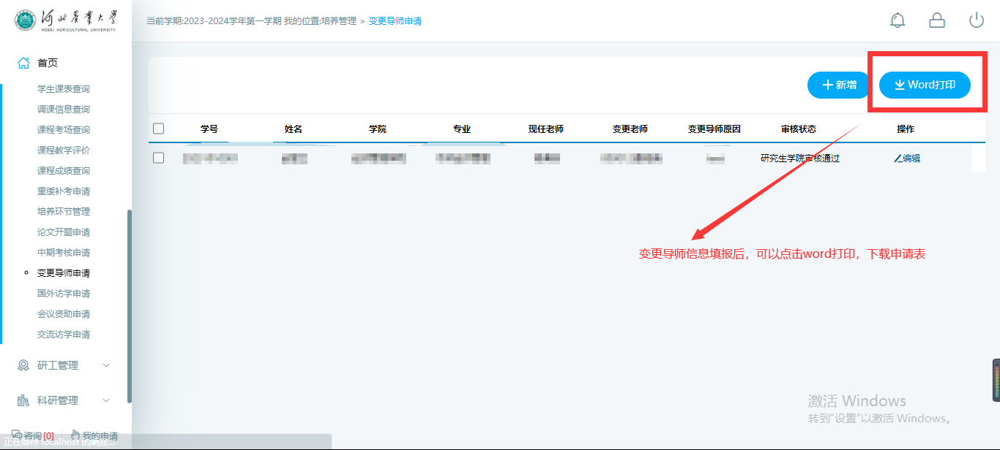 河北农业大学
HEBEI AGRICULTURAL UNIVERSITY
当前学期:2023-2024学年第一学期 我的位置:培养管理 > 变更导师申请
首页
学生课表查询
调课信息查询
课程考场查询
课程教学评价
课程成绩查询
重缓补考申请
培养环节管理
论文开题申请
中期考核申请
变更导师申请
国外访学申请
会议资助申请
交流访学申请
研工管理
科研管理
咨询[0] 我的申请
正在等待 localhost 的响应...
新增 Word打印
学号 姓名 学院 专业 现任老师 变更老师 变更导师原因 审核状态 操作
研究生学院审核通过 编辑
变更导师信息填报后，可以点击word打印，下载申请表
激活 Windows
转到"设置"以激活 Windows。